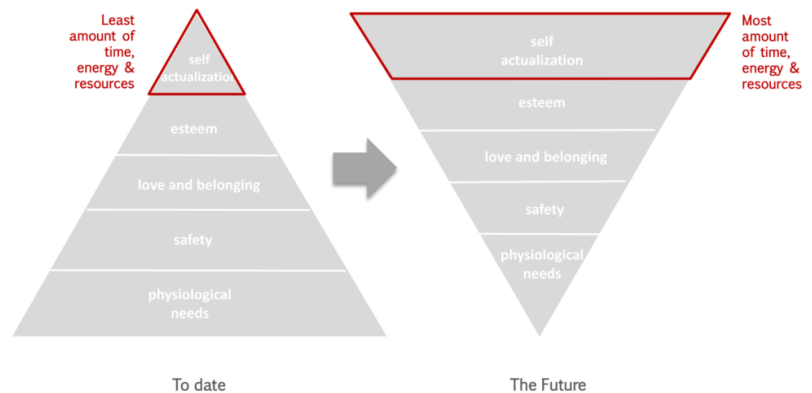 Least
amount of
time,
energy &
resources
self
actualization
esteem
love and belonging
safety
physiological
needs
To date
self
actualization
esteem
love and belonging
safety
physiological
needs
Most
amount
of time,
energy &
resources
The Future